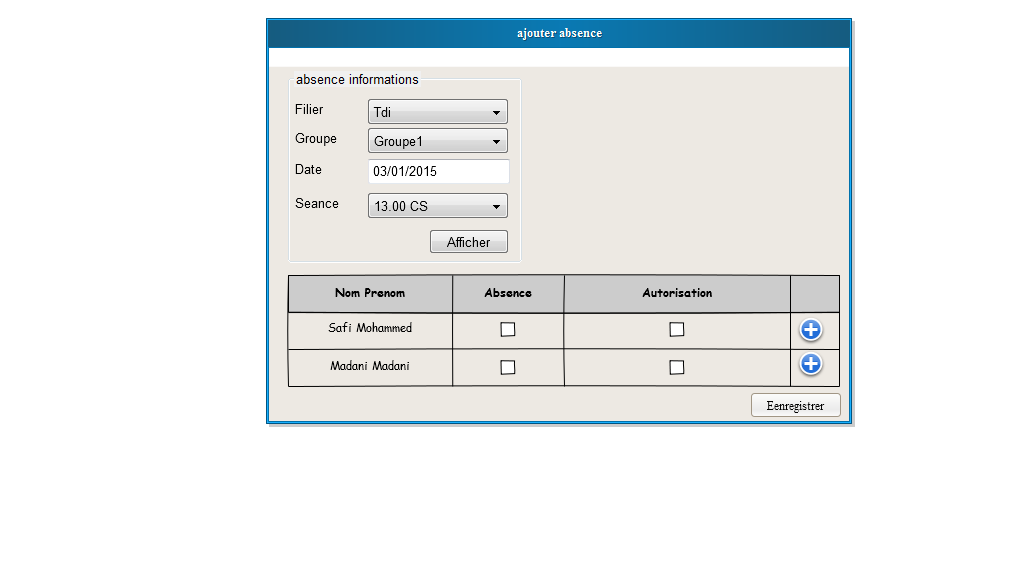 ajouter absence
absence informations
Filier Tdi
Groupe Groupe1
Date 03/01/2015
Seance 13.00 CS
Afficher
Nom Prenom Absence Autorisation
Safi Mohammed
Madani Madani
Eenregistrer